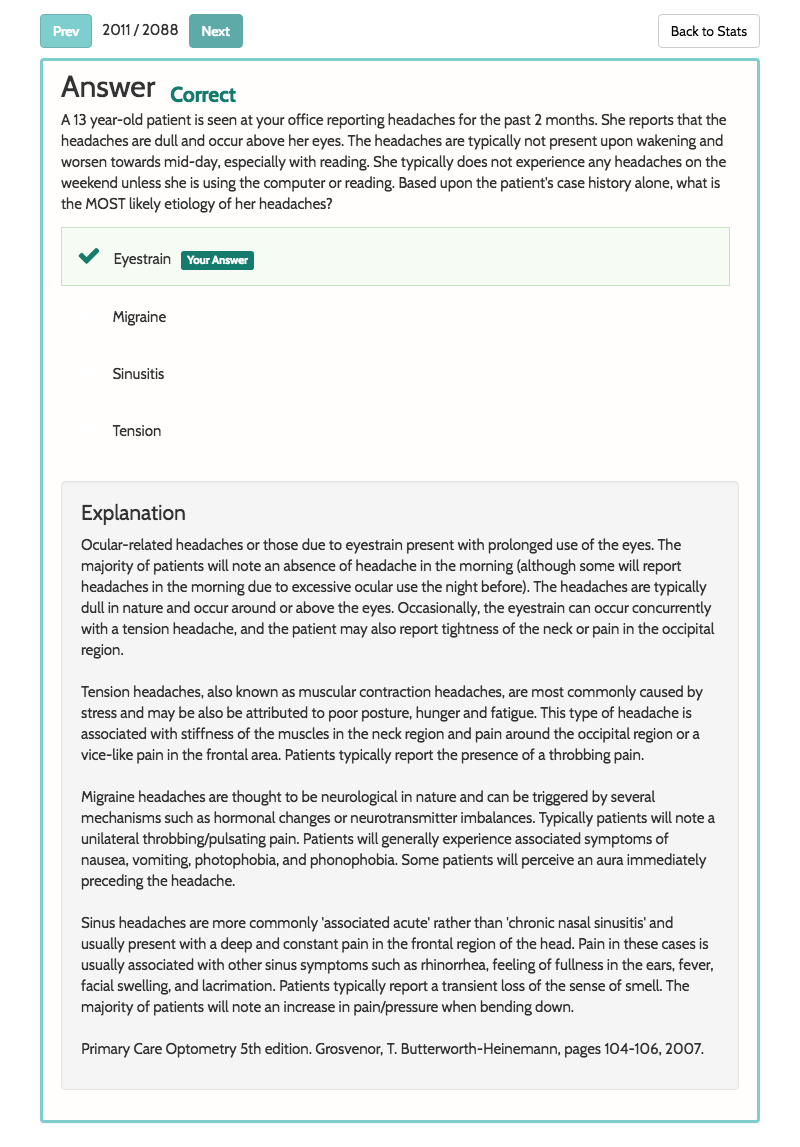 Prev 2011 / 2088 Next Back to Stats
Answer Correct
A 13 year-old patient is seen at your office reporting headaches for the past 2 months. She reports that the
headaches are dull and occur above her eyes. The headaches are typically not present upon wakening and
worsen towards mid-day, especially with reading. She typically does not experience any headaches on the
weekend unless she is using the computer or reading. Based upon the patient's case history alone, what is
the MOST likely etiology of her headaches?
Eyestrain Your Answer
Migraine
Sinusitis
Tension
Explanation
Ocular-related headaches or those due to eyestrain present with prolonged use of the eyes. The
majority of patients will note an absence of headache in the morning (although some will report
headaches in the morning due to excessive ocular use the night before). The headaches are typically
dull in nature and occur around or above the eyes. Occasionally, the eyestrain can occur concurrently
with a tension headache, and the patient may also report tightness of the neck or pain in the occipital
region.
Tension headaches, also known as muscular contraction headaches, are most commonly caused by
stress and may be also be attributed to poor posture, hunger and fatigue. This type of headache is
associated with stiffness of the muscles in the neck region and pain around the occipital region or a
vice-like pain in the frontal area. Patients typically report the presence of a throbbing pain.
Migraine headaches are thought to be neurological in nature and can be triggered by several
mechanisms such as hormonal changes or neurotransmitter imbalances. Typically patients will note a
unilateral throbbing/pulsating pain. Patients will generally experience associated symptoms of
nausea, vomiting, photophobia, and phonophobia. Some patients will perceive an aura immediately
preceding the headache.
Sinus headaches are more commonly 'associated acute' rather than 'chronic nasal sinusitis' and
usually present with a deep and constant pain in the frontal region of the head. Pain in these cases is
usually associated with other sinus symptoms such as rhinorrhea, feeling of fullness in the ears, fever,
facial swelling, and lacrimation. Patients typically report a transient loss of the sense of smell. The
majority of patients will note an increase in pain/pressure when bending down.
Primary Care Optometry 5th edition. Grosvenor, T. Butterworth-Heinemann, pages 104-106, 2007.